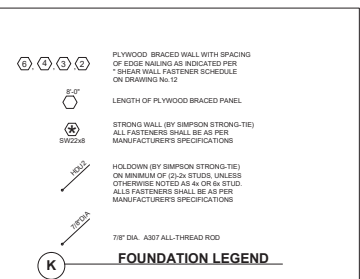 6, 4, 3, 2
PLYWOOD BRACED WALL WITH SPACING
OF EDGE NAILING AS INDICATED PER
" SHEAR WALL FASTENER SCHEDULE
ON DRAWING No.12
8'-0"
LENGTH OF PLYWOOD BRACED PANEL
SW22x8
STRONG WALL (BY SIMPSON STRONG-TIE)
ALL FASTENERS SHALL BE AS PER
MANUFACTURER'S SPECIFICATIONS
HDU2
HOLDOWN (BY SIMPSON STRONG-TIE)
ON MINIMUM OF (2)-2x STUDS, UNLESS
OTHERWISE NOTED AS 4x OR 6x STUD.
ALLS FASTENERS SHALL BE AS PER
MANUFACTURER'S SPECIFICATIONS
7/8"DIA
7/8" DIA. A307 ALL-THREAD ROD
K
FOUNDATION LEGEND